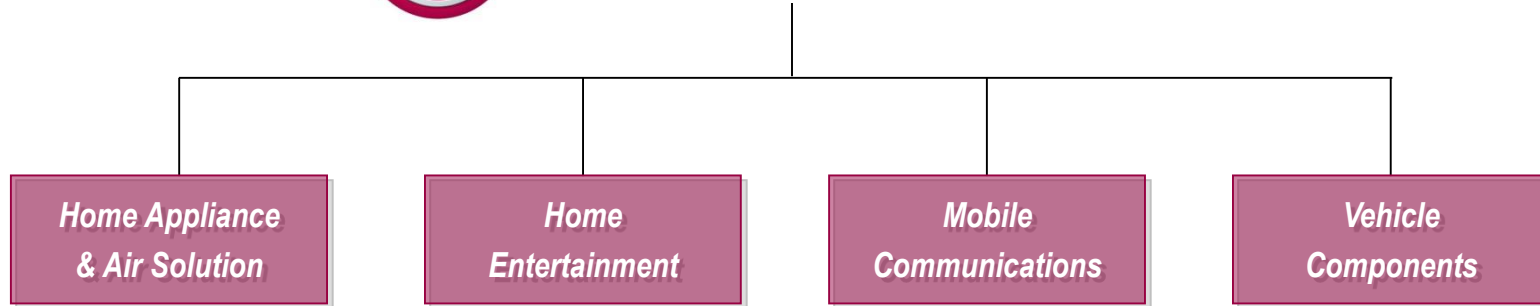 Home Appliance
& Air Solution
Home
Entertainment
Mobile
Communications
Vehicle
Components